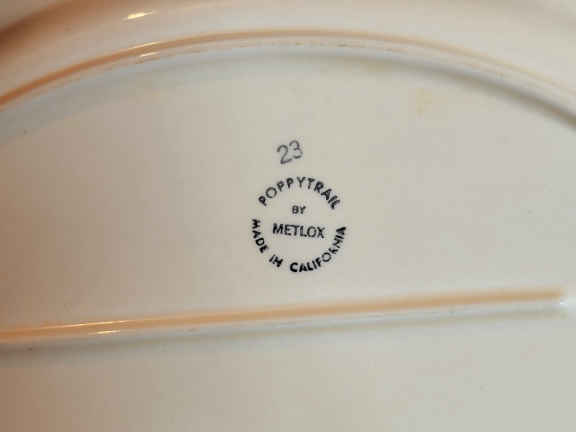 23
POPPYTRAIL
BY
METLOX
MADE IN CALIFORNIA